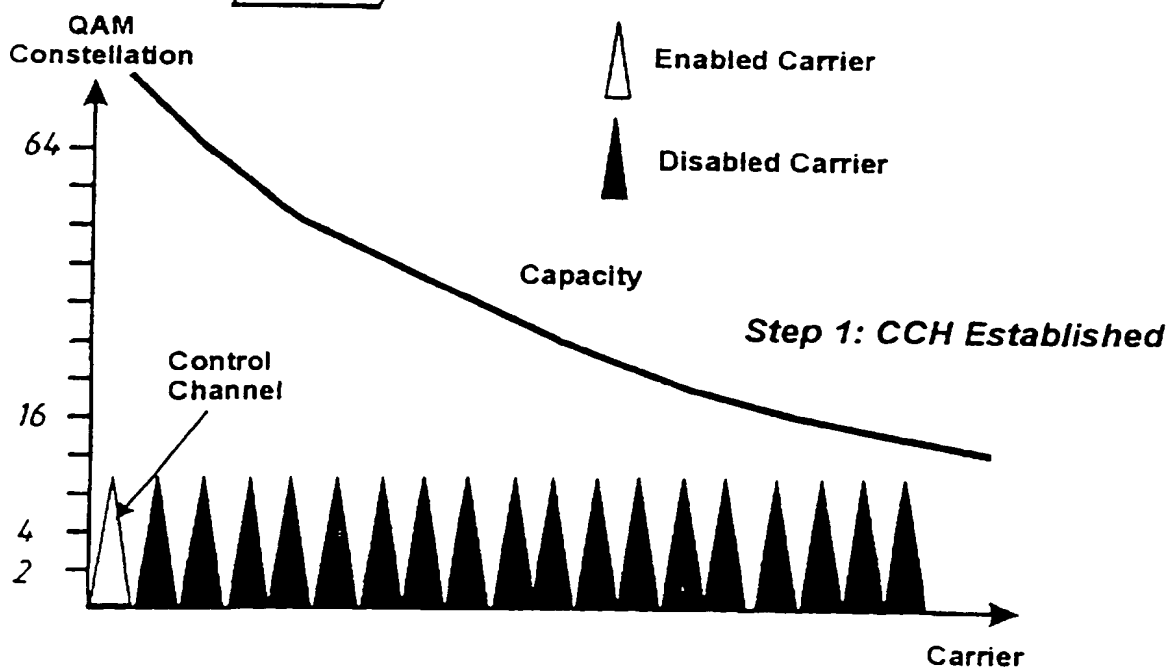 QAM
Constellation
Enabled Carrier
Disabled Carrier
64
Capacity
Step 1: CCH Established
Control
Channel
16
4
2
Carrier